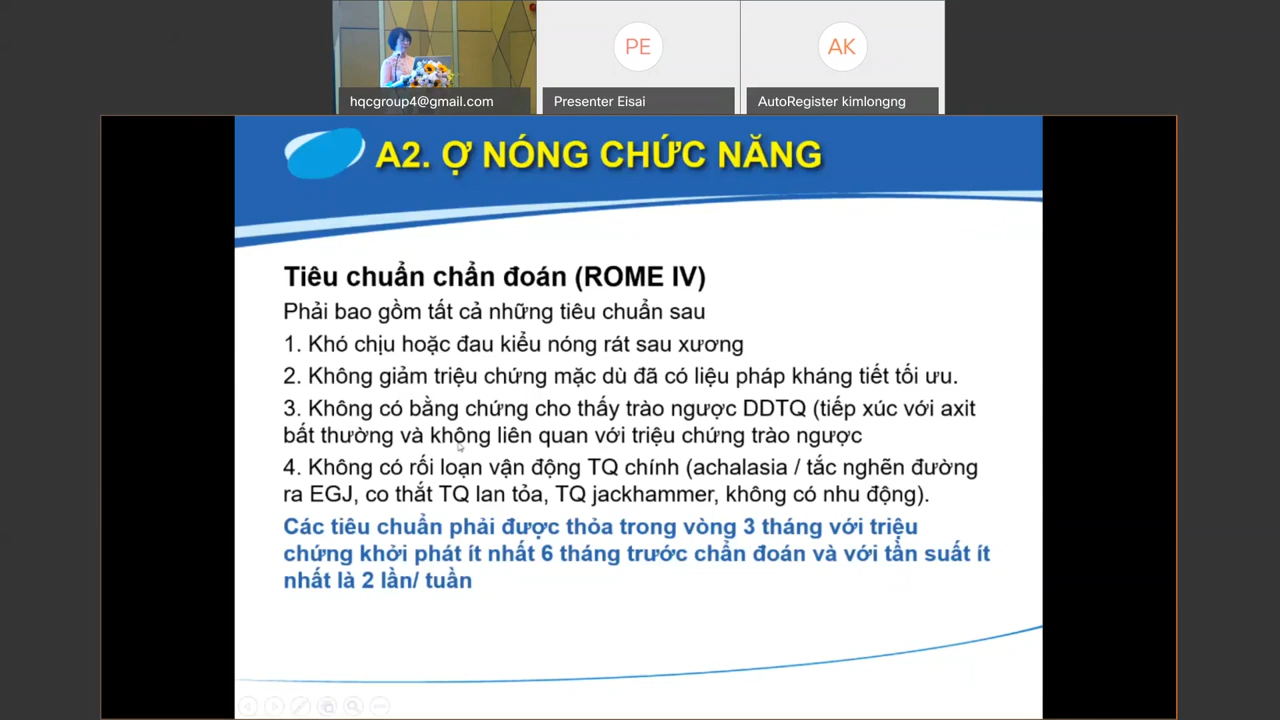 PE
AK
hqcgroup4@gmail.com
Presenter Eisai
AutoRegister kimlongng
A2. Ợ NÓNG CHỨC NĂNG
Tiêu chuẩn chẩn đoán (ROME IV)
Phải bao gồm tất cả những tiêu chuẩn sau
1. Khó chịu hoặc đau kiểu nóng rát sau xương
2. Không giảm triệu chứng mặc dù đã có liệu pháp kháng tiết tối ưu.
3. Không có bằng chứng cho thấy trào ngược DDTQ (tiếp xúc với axit
bất thường và không liên quan với triệu chứng trào ngược
4. Không có rối loạn vận động TQ chính (achalasia / tắc nghẽn đường
ra EGJ, co thắt TQ lan tỏa, TQ jackhammer, không có nhu động).
Các tiêu chuẩn phải được thỏa trong vòng 3 tháng với triệu
chứng khởi phát ít nhất 6 tháng trước chẩn đoán và với tần suất ít
nhất là 2 lần/ tuần